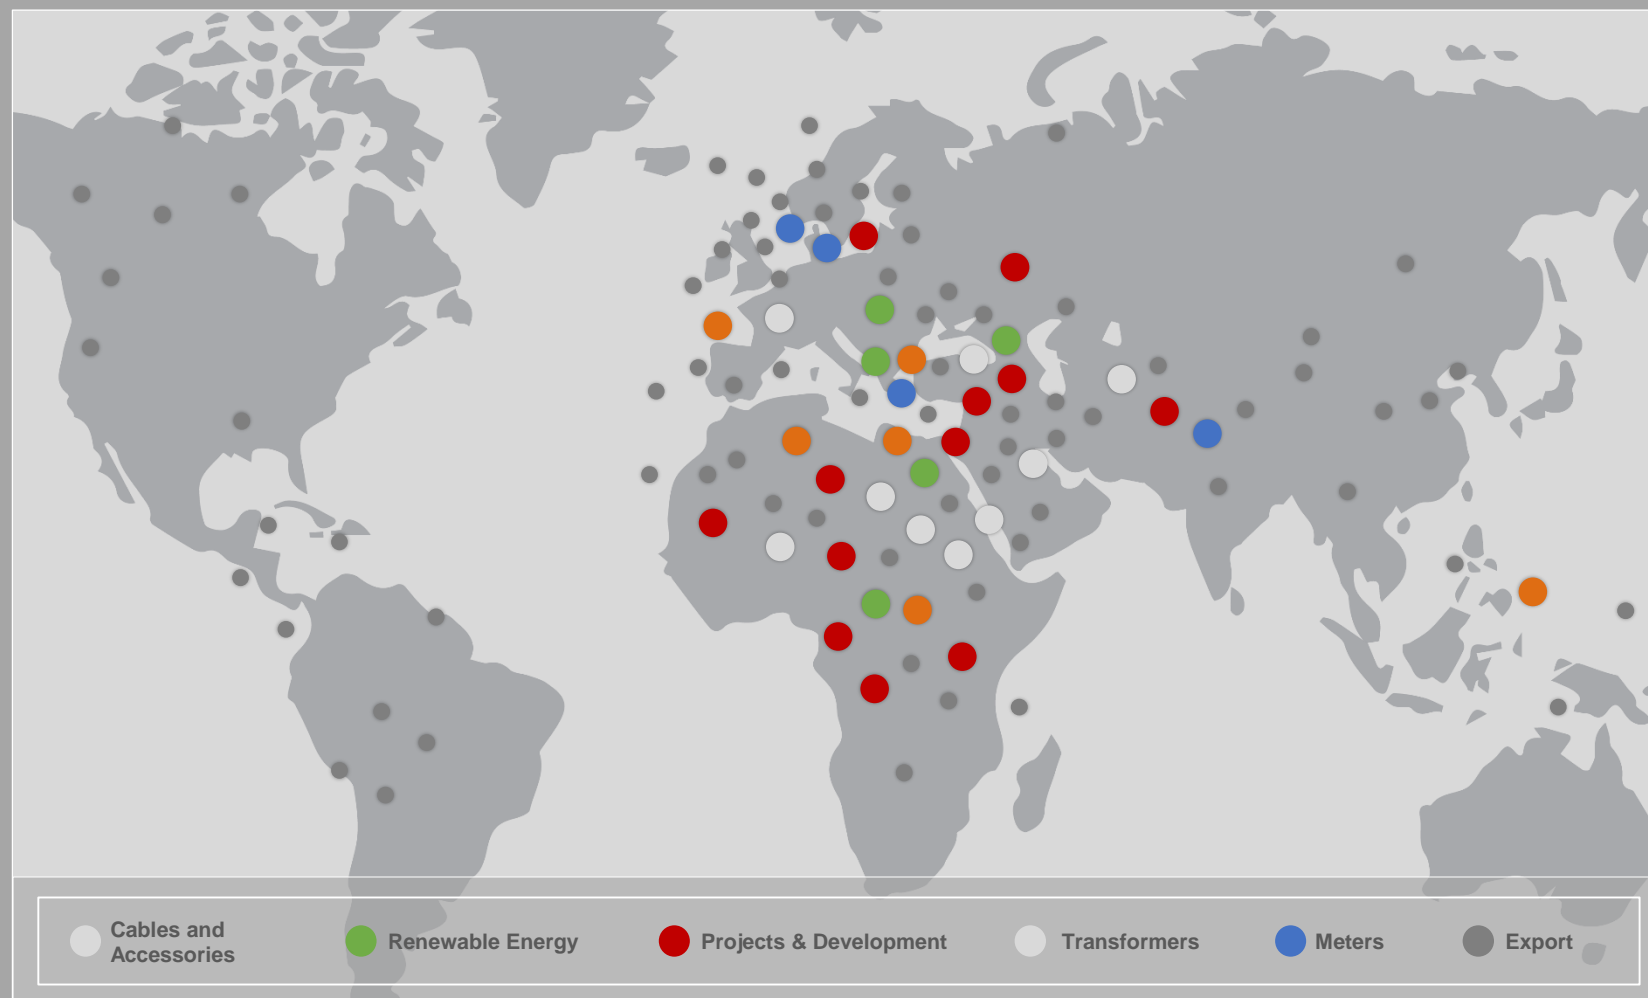 Cables and
Accessories
Renewable Energy
Projects & Development
Transformers
Meters
Export